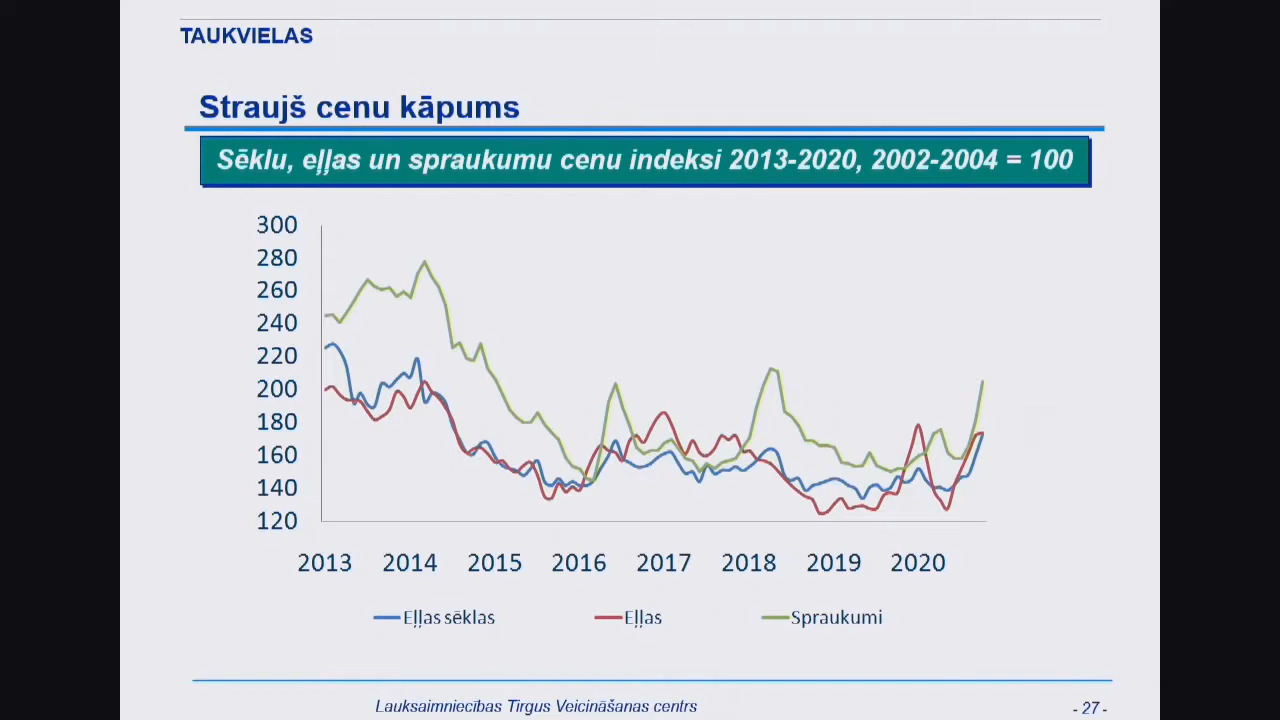 TAUKVIELAS
Straujš cenu kāpums
Sēklu, eļļas un spraukumu cenu indeksi 2013-2020, 2002-2004 = 100
300
280
260
240
220
200
180
160
140
120
2013 2014 2015 2016 2017 2018 2019 2020
Eļļas sēklas Eļļas Spraukumi
Lauksaimniecības Tirgus Veicināšanas centrs - 27 -